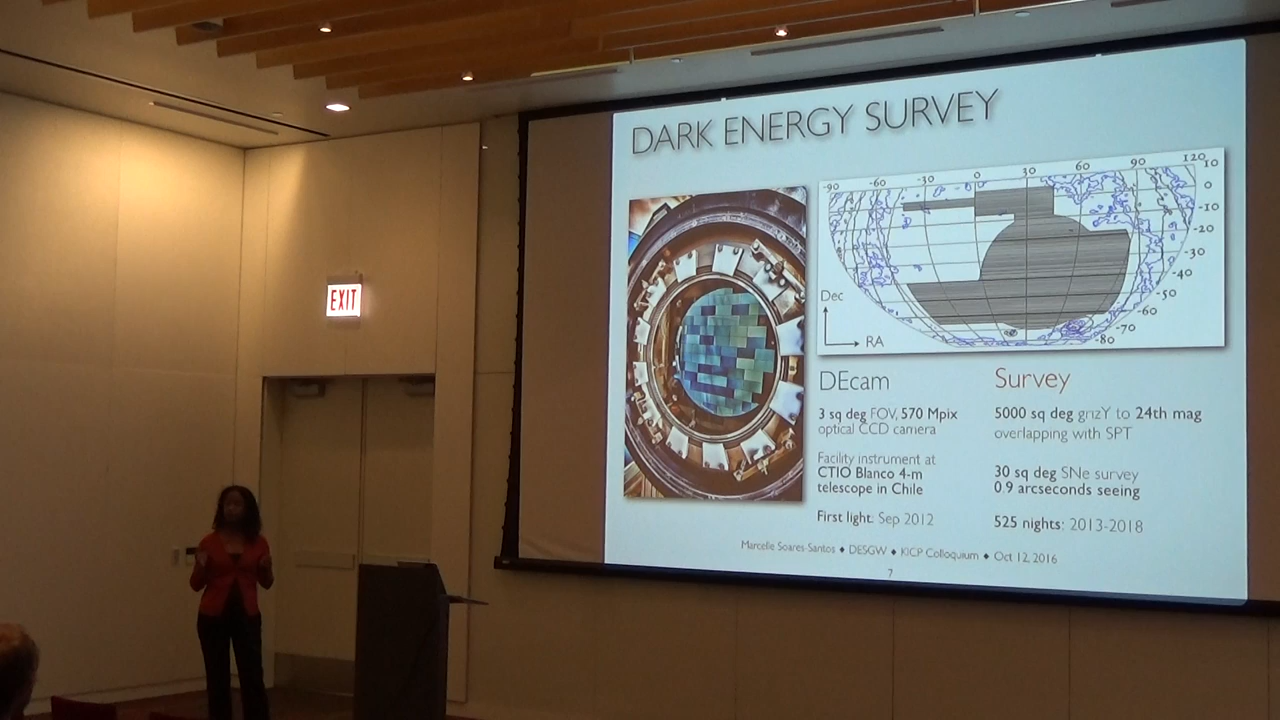 DARK ENERGY SURVEY
-90 -60 -30 0 30 60 90 120
10
0
-10
-20
-30
-40
-50
-60
-70
-80
Dec
RA
EXIT
DEcam
3 sq deg FOV, 570 Mpix
optical CCD camera
Facility instrument at
CTIO Blanco 4-m
telescope in Chile
First light: Sep 2012
Survey
5000 sq deg grizY to 24th mag
overlapping with SPT
30 sq deg SNe survey
0.9 arcseconds seeing
525 nights: 2013-2018
Marcelle Soares-Santos ♦ DESGW ♦ KICP Colloquium ♦ Oct 12, 2016
7